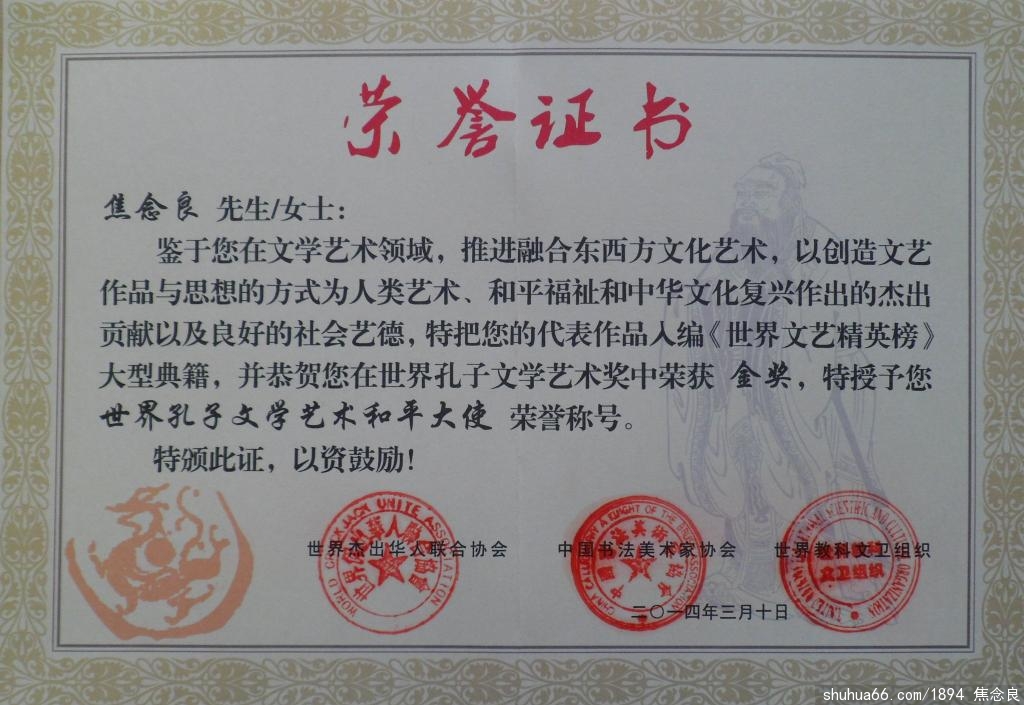 荣誉证书
焦念良 先生/女士：
鉴于您在文学艺术领域，推进融合东西方文化艺术，以创造文艺
作品与思想的方式为人类艺术、和平福祉和中华文化复兴作出的杰出
贡献以及良好的社会艺德，特把您的代表作品入编《世界文艺精英榜》
大型典籍，并恭贺您在世界孔子文学艺术奖中荣获 金奖，特授予您
世界孔子文学艺术和平大使 荣誉称号。
特颁此证，以资鼓励！
世界杰出华人联合协会 中国书法美术家协会 世界教科文卫组织
二〇一四年三月十日
文卫组织
shuhua66.com/1894 焦念良